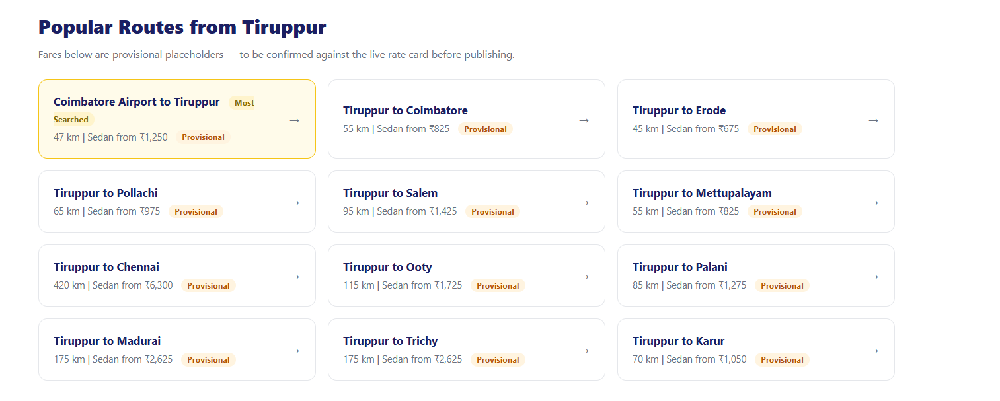 Popular Routes from Tiruppur
Fares below are provisional placeholders — to be confirmed against the live rate card before publishing.
Coimbatore Airport to Tiruppur Most
Searched
→
47 km | Sedan from ₹1,250 Provisional
Tiruppur to Coimbatore
→
55 km | Sedan from ₹825 Provisional
Tiruppur to Erode
→
45 km | Sedan from ₹675 Provisional
Tiruppur to Pollachi
→
65 km | Sedan from ₹975 Provisional
Tiruppur to Salem
→
95 km | Sedan from ₹1,425 Provisional
Tiruppur to Mettupalayam
→
55 km | Sedan from ₹825 Provisional
Tiruppur to Chennai
→
420 km | Sedan from ₹6,300 Provisional
Tiruppur to Ooty
→
115 km | Sedan from ₹1,725 Provisional
Tiruppur to Palani
→
85 km | Sedan from ₹1,275 Provisional
Tiruppur to Madurai
→
175 km | Sedan from ₹2,625 Provisional
Tiruppur to Trichy
→
175 km | Sedan from ₹2,625 Provisional
Tiruppur to Karur
→
70 km | Sedan from ₹1,050 Provisional